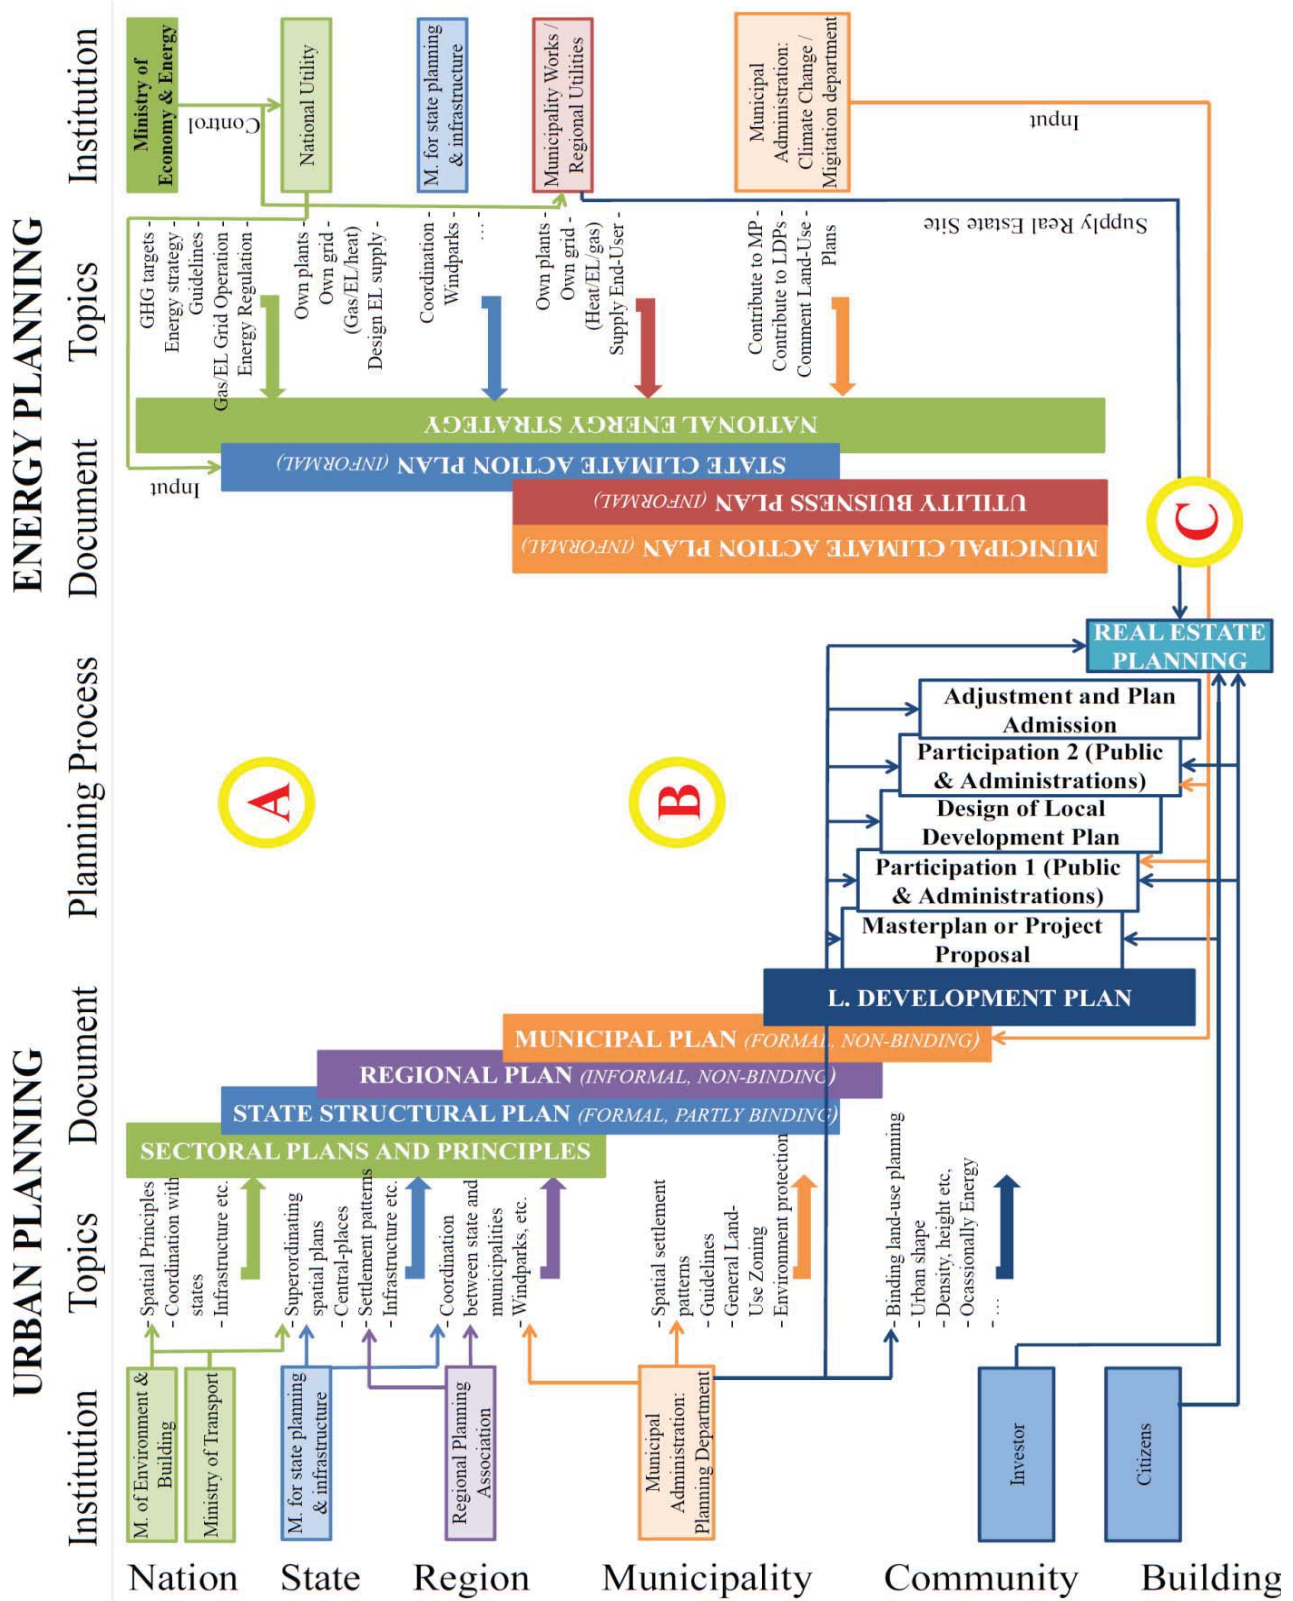 URBAN PLANNING
ENERGY PLANNING
Institution
Topics
Document
Planning Process
Document
Topics
Institution
Nation
State
Region
Municipality
Community
Building
M. of Environment &
Building
Ministry of Transport
M. for state planning
& infrastructure
Regional Planning
Association
Municipal
Administration:
Planning Department
Investor
Citizens
- Spatial Principles
- Coordination with
states
- Infrastructure etc.
- Superordinating
spatial plans
- Central-places
- Settlement patterns
- Infrastructure etc.
- Coordination
between state and
municipalities
- Windparks, etc.
- Spatial settlement
patterns
- Guidelines
- General Land-
Use Zoning
- Environment protection
- Binding land-use planning
- Urban shape
- Density, height etc,
- Ocassionally Energy
- ...
SECTORAL PLANS AND PRINCIPLES
STATE STRUCTURAL PLAN (FORMAL, PARTLY BINDING)
REGIONAL PLAN (INFORMAL, NON-BINDING)
MUNICIPAL PLAN (FORMAL, NON-BINDING)
L. DEVELOPMENT PLAN
Masterplan or Project
Proposal
Participation 1 (Public
& Administrations)
Design of Local
Development Plan
Participation 2 (Public
& Administrations)
Adjustment and Plan
Admission
REAL ESTATE
PLANNING
A
B
C
MUNICIPAL CLIMATE ACTION PLAN (INFORMAL)
UTILITY BUISNESS PLAN (INFORMAL)
STATE CLIMATE ACTION PLAN (INFORMAL)
NATIONAL ENERGY STRATEGY
Input
GHG targets -
Energy strategy -
Guidelines -
Gas/EL Grid Operation -
Energy Regulation -
Own plants -
Own grid -
(Gas/EL/heat)
Design EL supply -
Coordination -
Windparks -
... -
Own plants -
Own grid -
(Heat/EL/gas)
Supply End-User -
Contribute to MP -
Contribute to LDPs -
Comment Land-Use -
Plans
Ministry of
Economy & Energy
Control
National Utility
M. for state planning
& infrastructure
Municipality Works /
Regional Utilities
Municipal
Administration:
Climate Change /
Migitation department
Supply Real Estate Site
Input